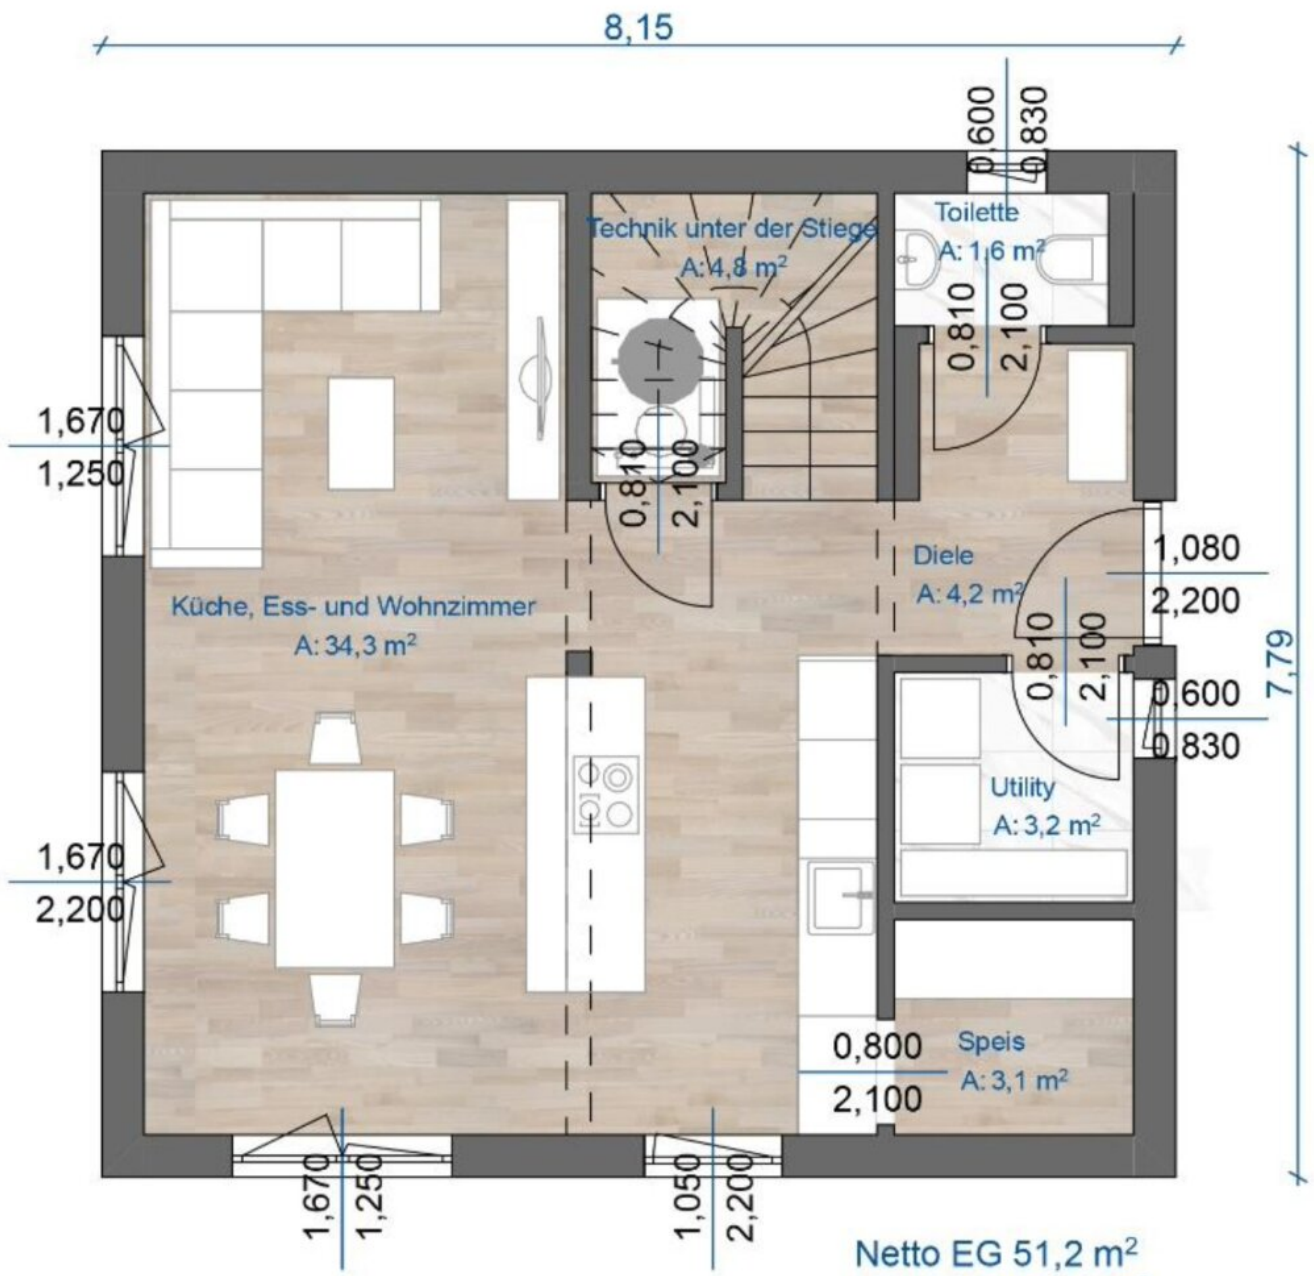 8,15
0,600
0,830
Toilette
A: 1,6 m²
Technik unter der Stiege
A: 4,8 m²
0,810
2,100
1,670
1,250
0,810
2,100
Diele
A: 4,2 m²
1,080
2,200
Küche, Ess- und Wohnzimmer
A: 34,3 m²
0,810
2,100
7,79
0,600
0,830
Utility
A: 3,2 m²
1,670
2,200
0,800
2,100
Speis
A: 3,1 m²
1,670
1,250
1,050
2,200
Netto EG 51,2 m²